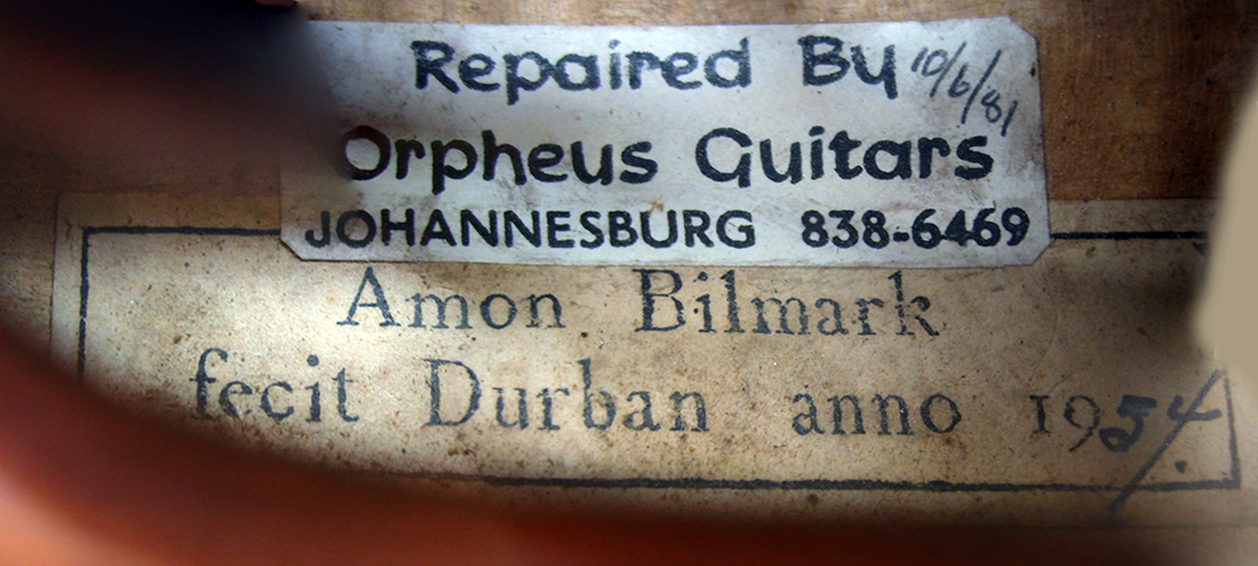 Repaired By 10/6/81
Orpheus Guitars
JOHANNESBURG 838-6469
Amon Bilmark
fecit Durban anno 1954.